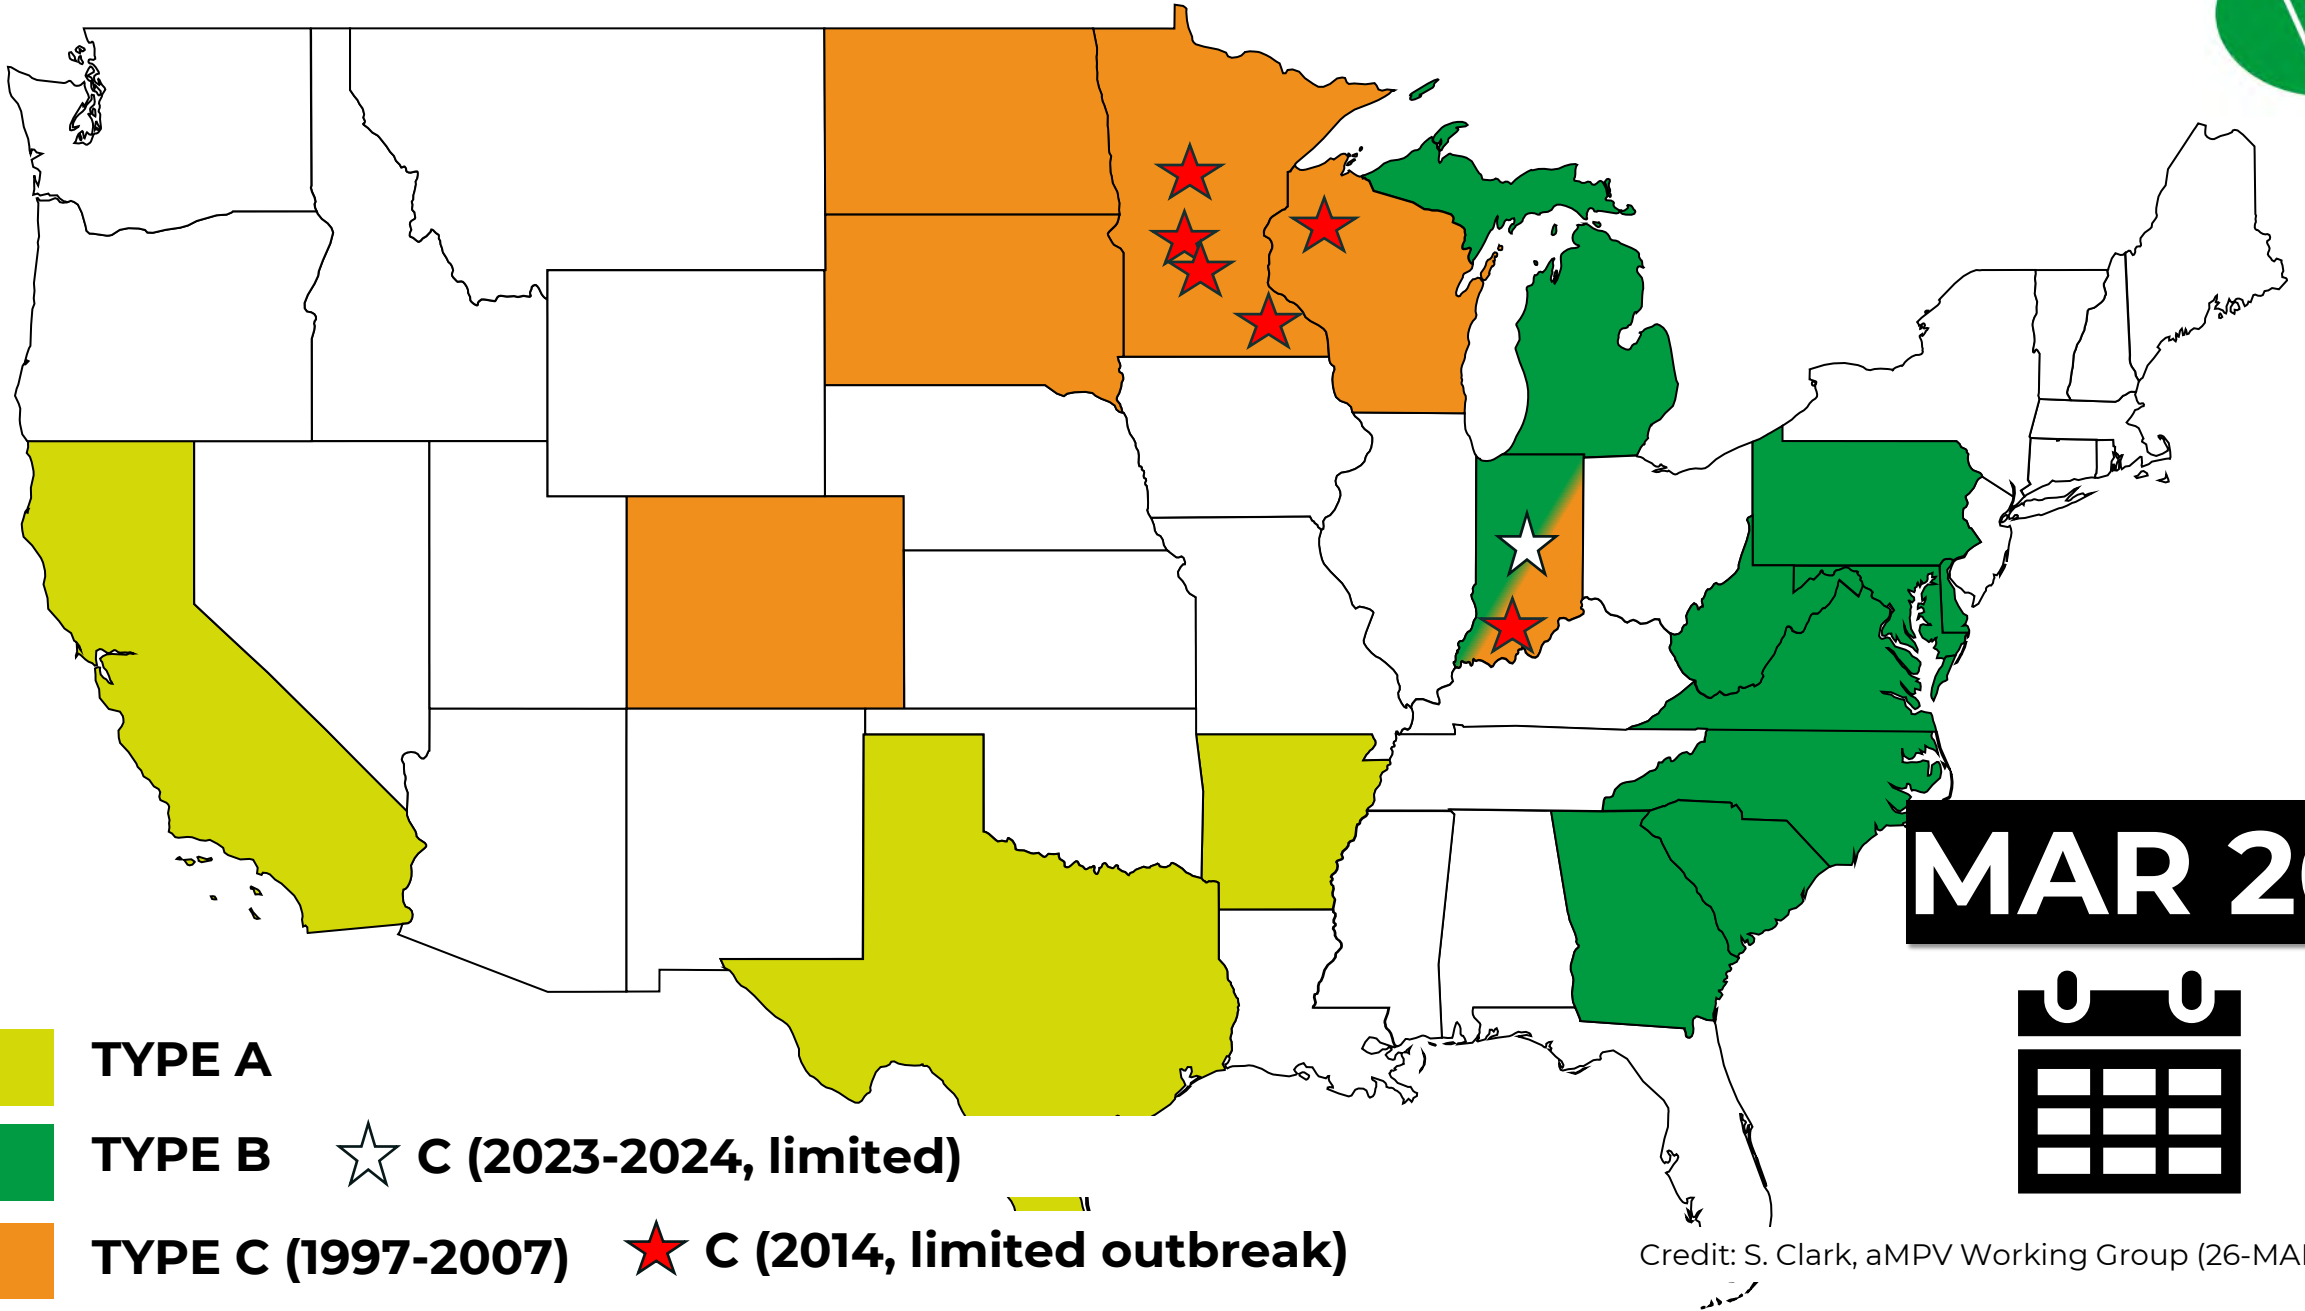 MAR 2
TYPE A
TYPE B
C (2023-2024, limited)
TYPE C (1997-2007)
C (2014, limited outbreak)
Credit: S. Clark, aMPV Working Group (26-MA